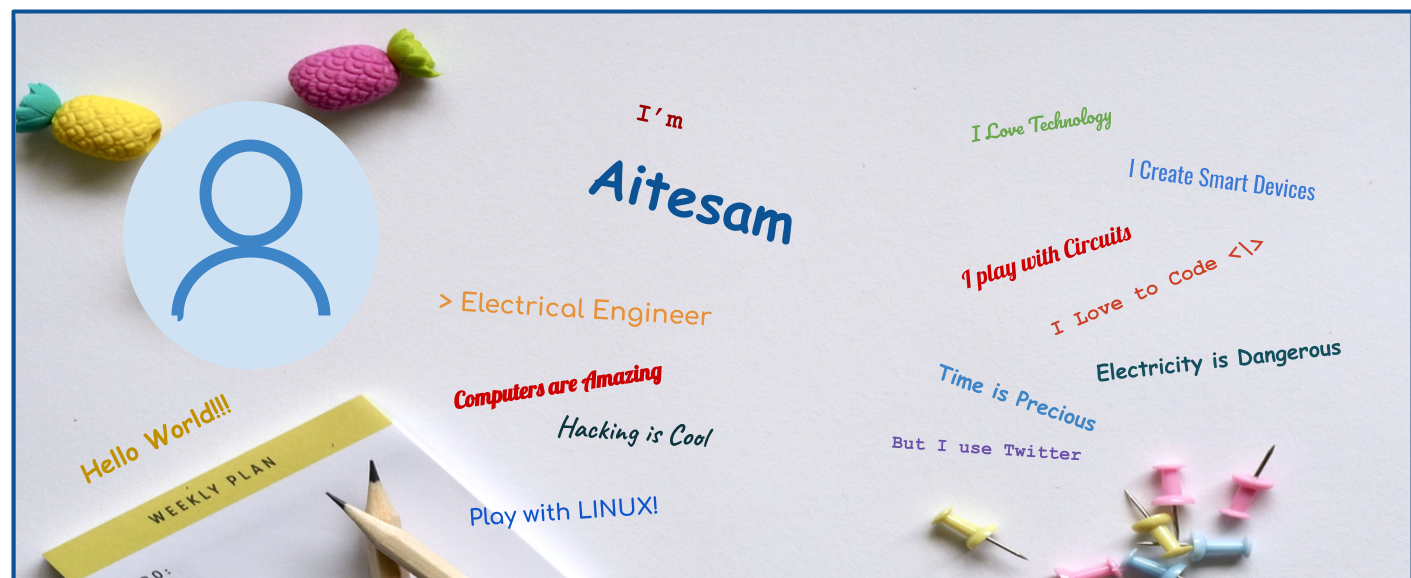 I'm
Aitesam
> Electrical Engineer
Computers are Amazing
Hacking is Cool
Play with LINUX!
Hello World!!!
WEEKLY PLAN
I Love Technology
I Create Smart Devices
I play with Circuits
I Love to Code <\>
Electricity is Dangerous
Time is Precious
But I use Twitter